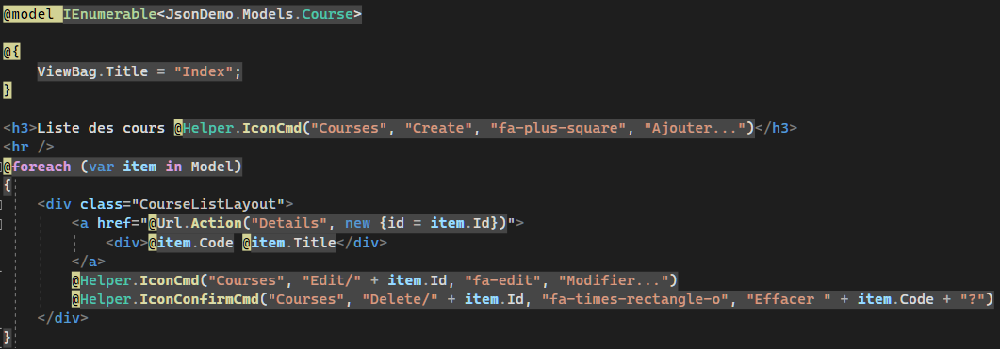 @model IEnumerable<JsonDemo.Models.Course>
@{
    ViewBag.Title = "Index";
}
<h3>Liste des cours @Helper.IconCmd("Courses", "Create", "fa-plus-square", "Ajouter...")</h3>
<hr />
@foreach (var item in Model)
{
    <div class="CourseListLayout">
        <a href="@Url.Action("Details", new {id = item.Id})">
            <div>@item.Code @item.Title</div>
        </a>
        @Helper.IconCmd("Courses", "Edit/" + item.Id, "fa-edit", "Modifier...")
        @Helper.IconConfirmCmd("Courses", "Delete/" + item.Id, "fa-times-rectangle-o", "Effacer " + item.Code + "?")
    </div>
}